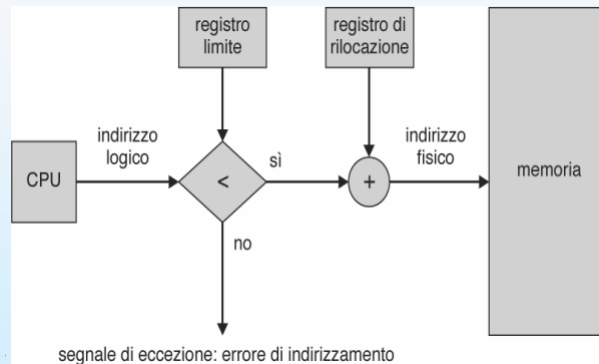 registro
limite
registro di
rilocazione
indirizzo
logico
indirizzo
fisico
CPU
<
sì
+
memoria
no
segnale di eccezione: errore di indirizzamento